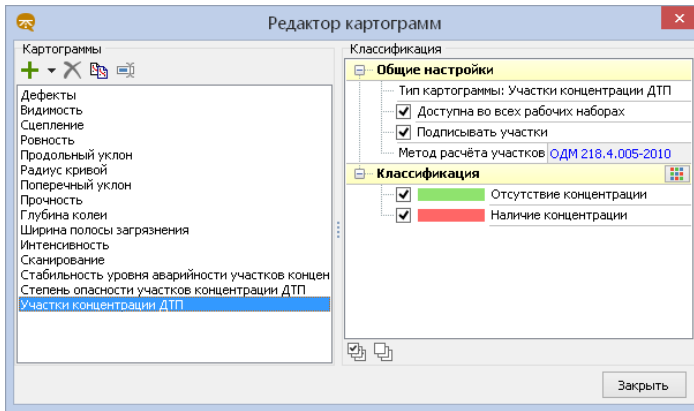 Редактор картограмм
Картограммы
Дефекты
Видимость
Сцепление
Ровность
Продольный уклон
Радиус кривой
Поперечный уклон
Прочность
Глубина колеи
Ширина полосы загрязнения
Интенсивность
Сканирование
Стабильность уровня аварийности участков концен
Степень опасности участков концентрации ДТП
Участки концентрации ДТП
Классификация
Общие настройки
Тип картограммы: Участки концентрации ДТП
Доступна во всех рабочих наборах
Подписывать участки
Метод расчёта участков ОДМ 218.4.005-2010
Классификация
Отсутствие концентрации
Наличие концентрации
Закрыть